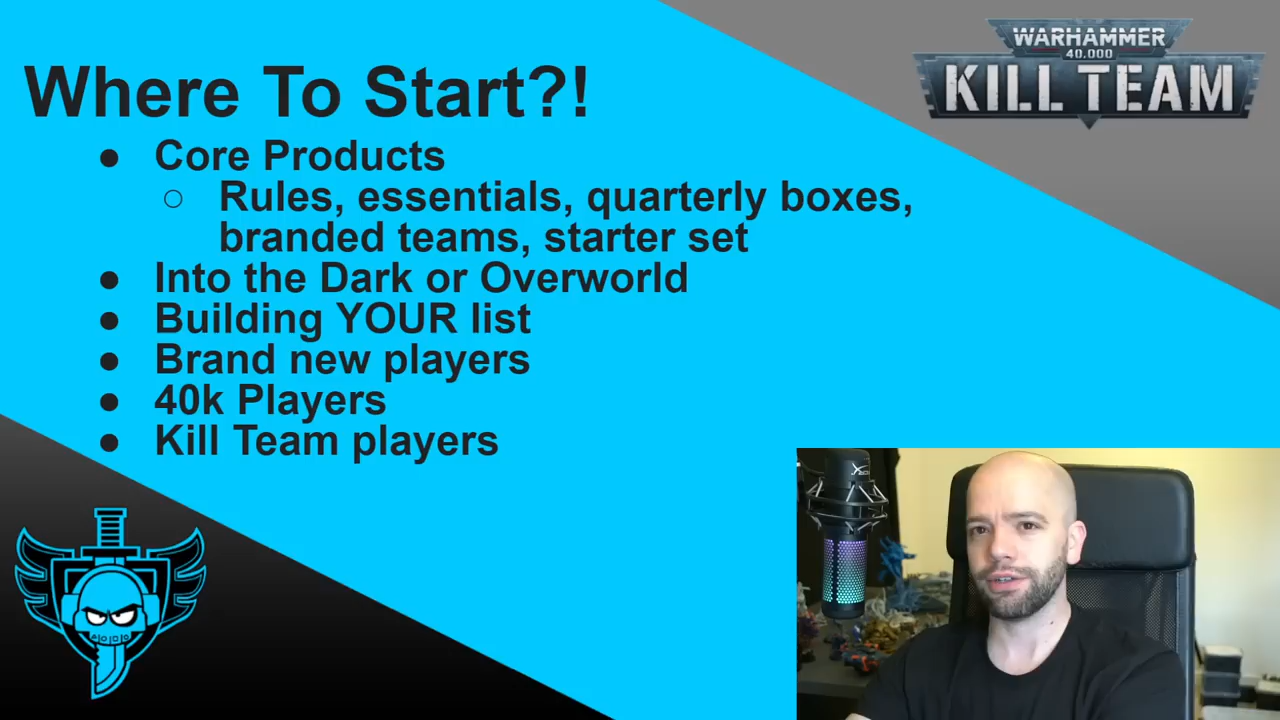 WARHAMMER
40,000
KILL TEAM
Where To Start?!
● Core Products
○ Rules, essentials, quarterly boxes,
branded teams, starter set
● Into the Dark or Overworld
● Building YOUR list
● Brand new players
● 40k Players
● Kill Team players